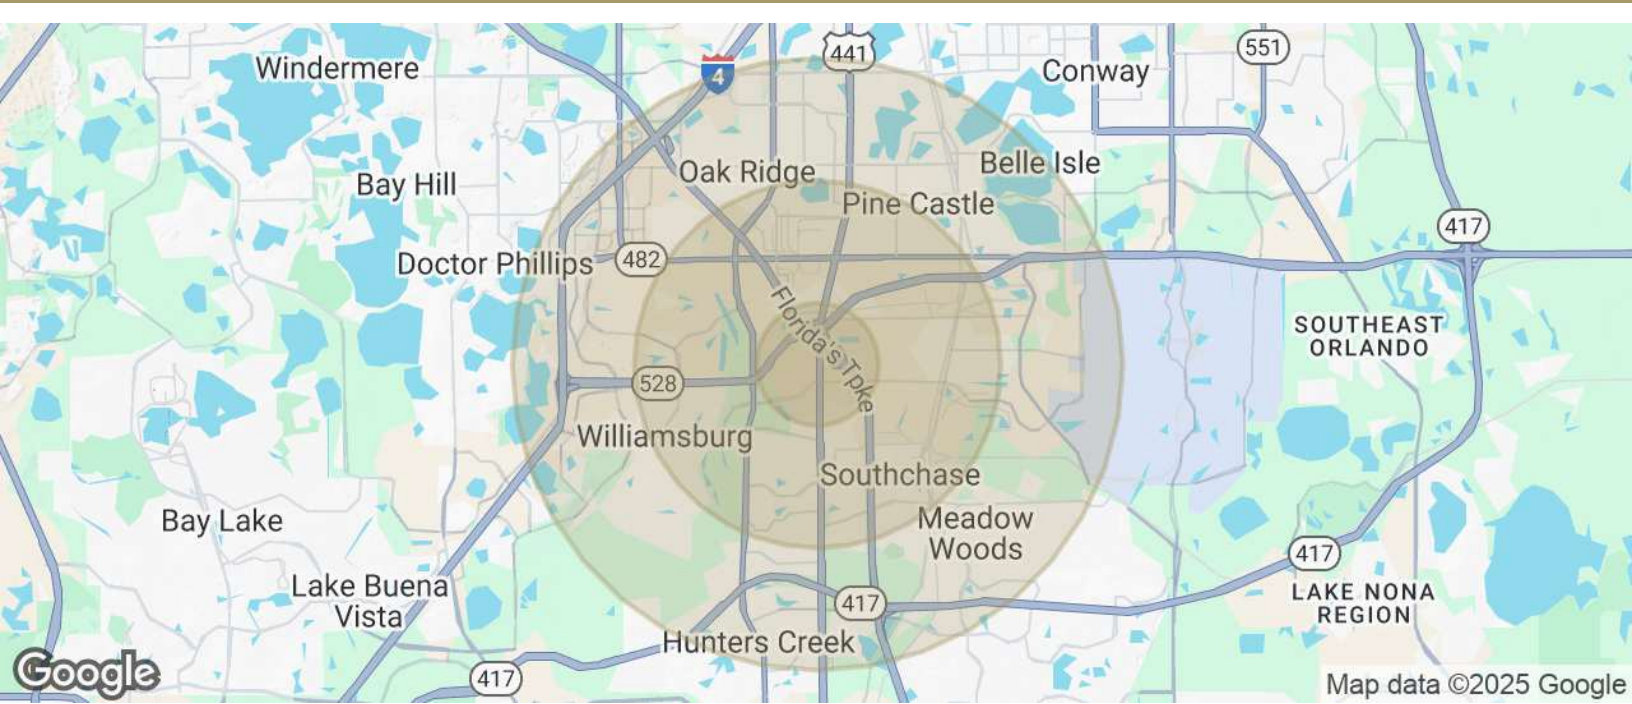 441
551
Windermere
4
Conway
Oak Ridge
Belle Isle
Bay Hill
Pine Castle
417
Doctor Phillips
482
Florida's Tpke
SOUTHEAST
ORLANDO
528
Williamsburg
Southchase
Bay Lake
Meadow
Woods
417
Lake Buena
Vista
417
LAKE NONA
REGION
Hunters Creek
Google
417
Map data ©2025 Google